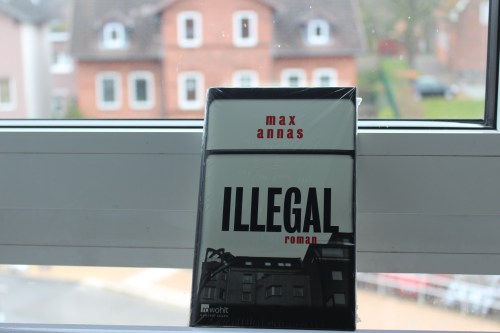 max
annas
ILLEGAL
roman
rowohlt